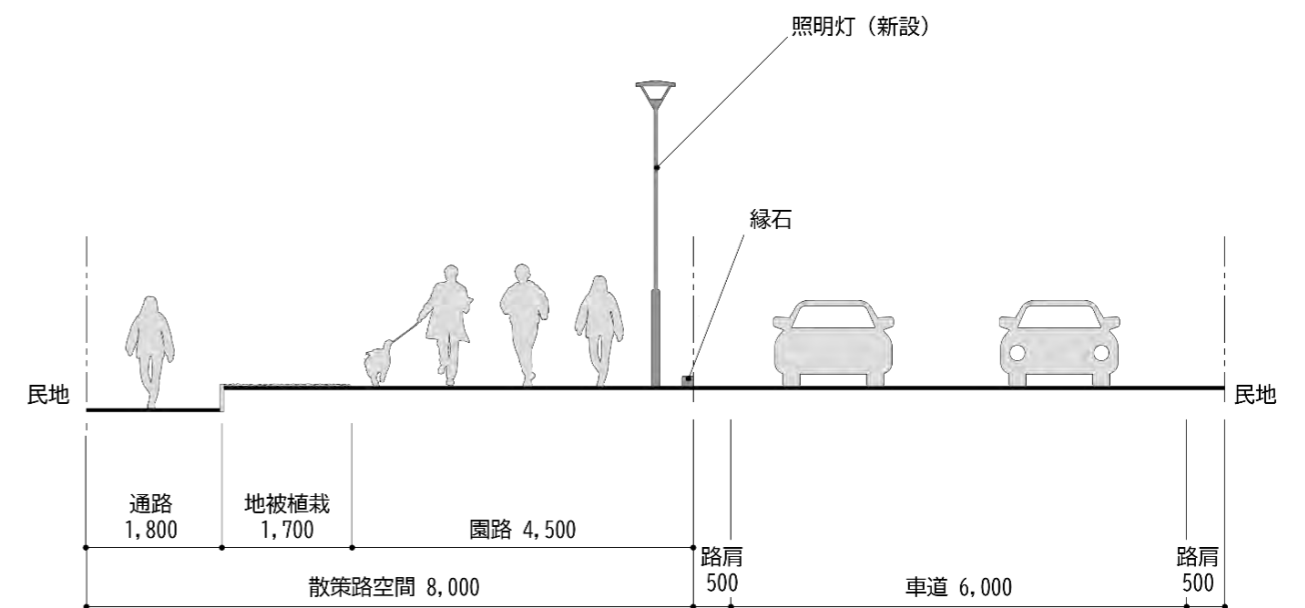 照明灯（新設）
縁石
民地
民地
通路
1,800
地被植栽
1,700
園路 4,500
路肩
500
路肩
500
散策路空間 8,000
車道 6,000